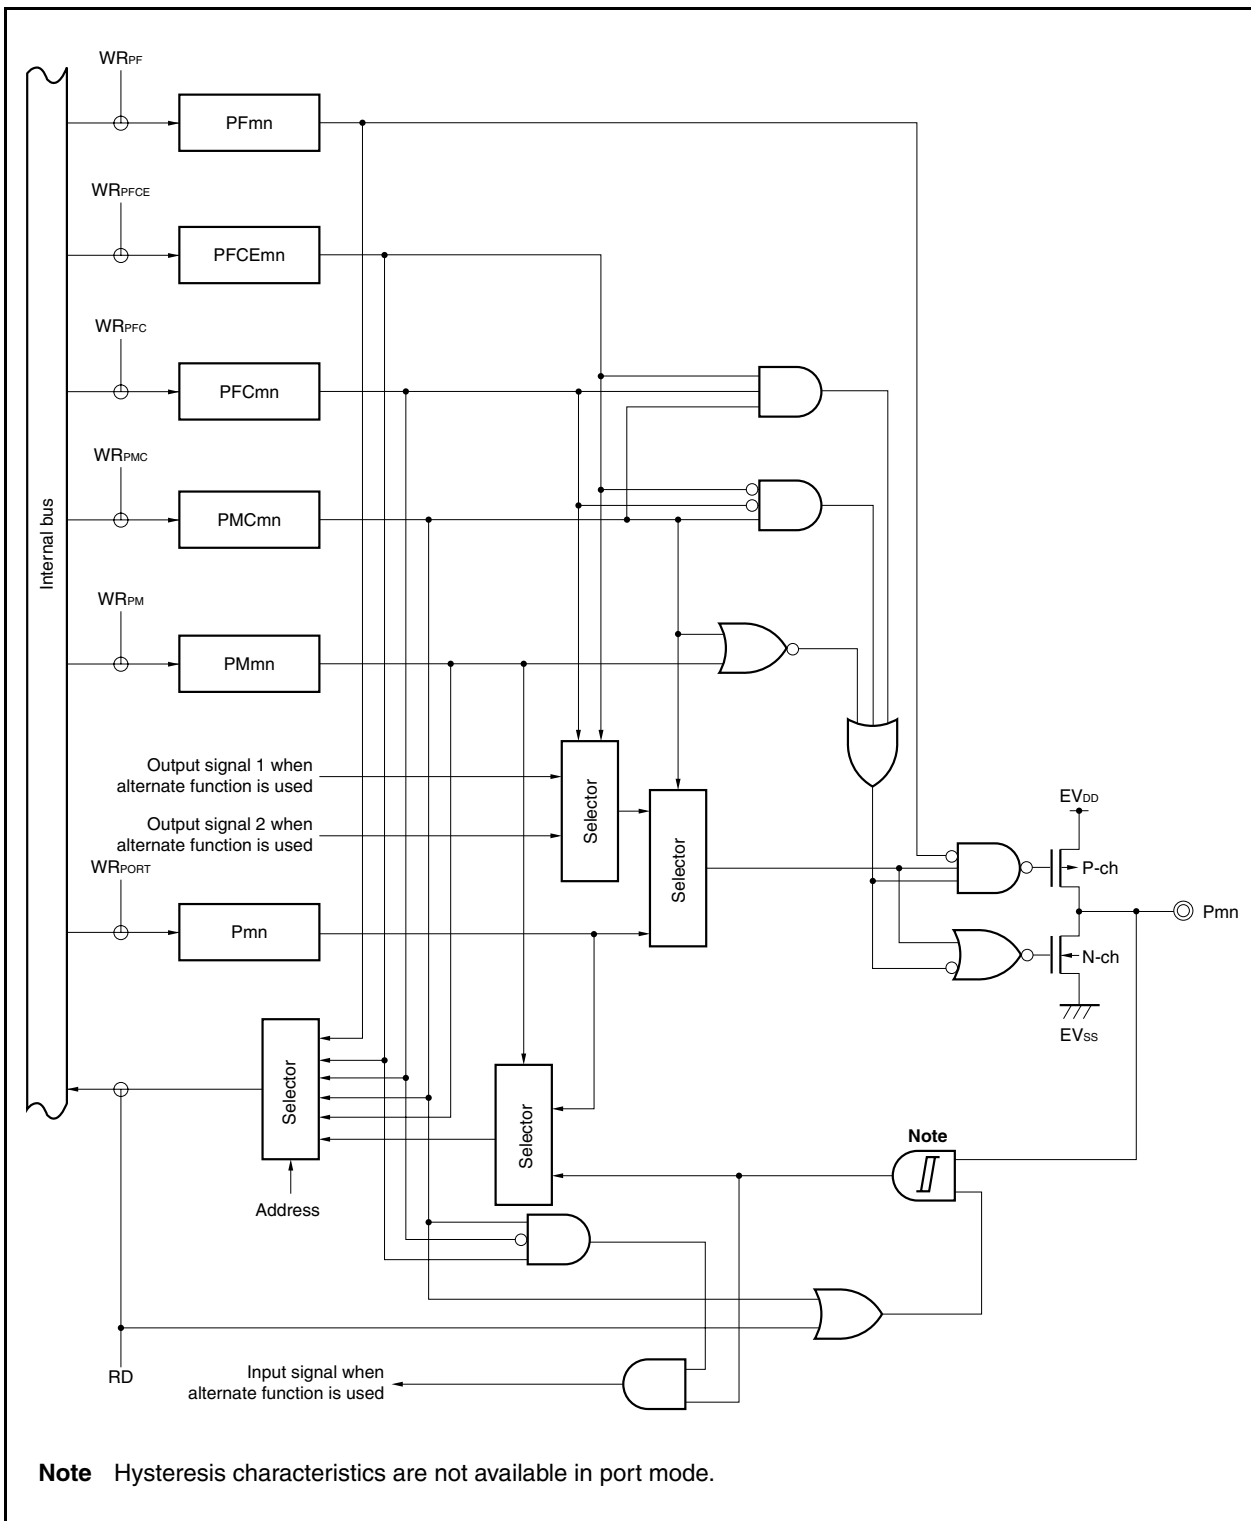 WRPF
PFmn
WRPFCE
PFCEmn
WRPFC
PFCmn
WRPMC
PMCmn
Internal bus
WRPM
PMmn
Output signal 1 when
alternate function is used
Output signal 2 when
alternate function is used
Selector
Selector
WRPORT
Pmn
EVDD
P-ch
Pmn
N-ch
EVSS
Selector
Selector
Address
Note
RD
Input signal when
alternate function is used
Note Hysteresis characteristics are not available in port mode.